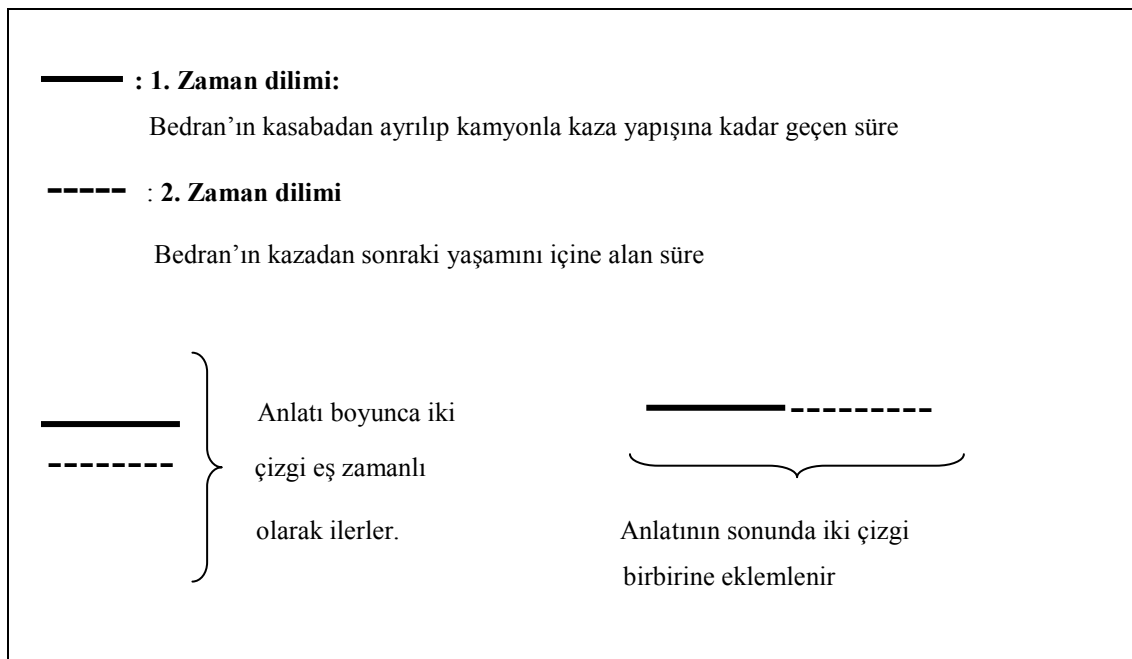 : 1. Zaman dilimi:
Bedran’ın kasabadan ayrılıp kamyonla kaza yapışına kadar geçen süre
: 2. Zaman dilimi
Bedran’ın kazadan sonraki yaşamını içine alan süre
Anlatı boyunca iki
çizgi eş zamanlı
olarak ilerler.
Anlatının sonunda iki çizgi
birbirine eklemlenir